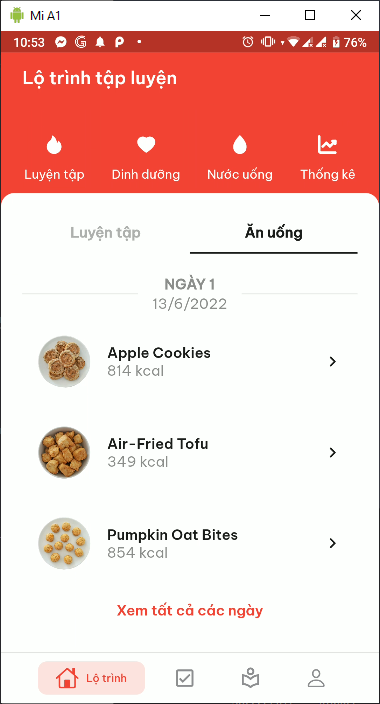 Mi A1
10:53
76%
Lộ trình tập luyện
Luyện tập
Dinh dưỡng
Nước uống
Thống kê
Luyện tập
Ăn uống
NGÀY 1
13/6/2022
Apple Cookies
814 kcal
Air-Fried Tofu
349 kcal
Pumpkin Oat Bites
854 kcal
Xem tất cả các ngày
Lộ trình